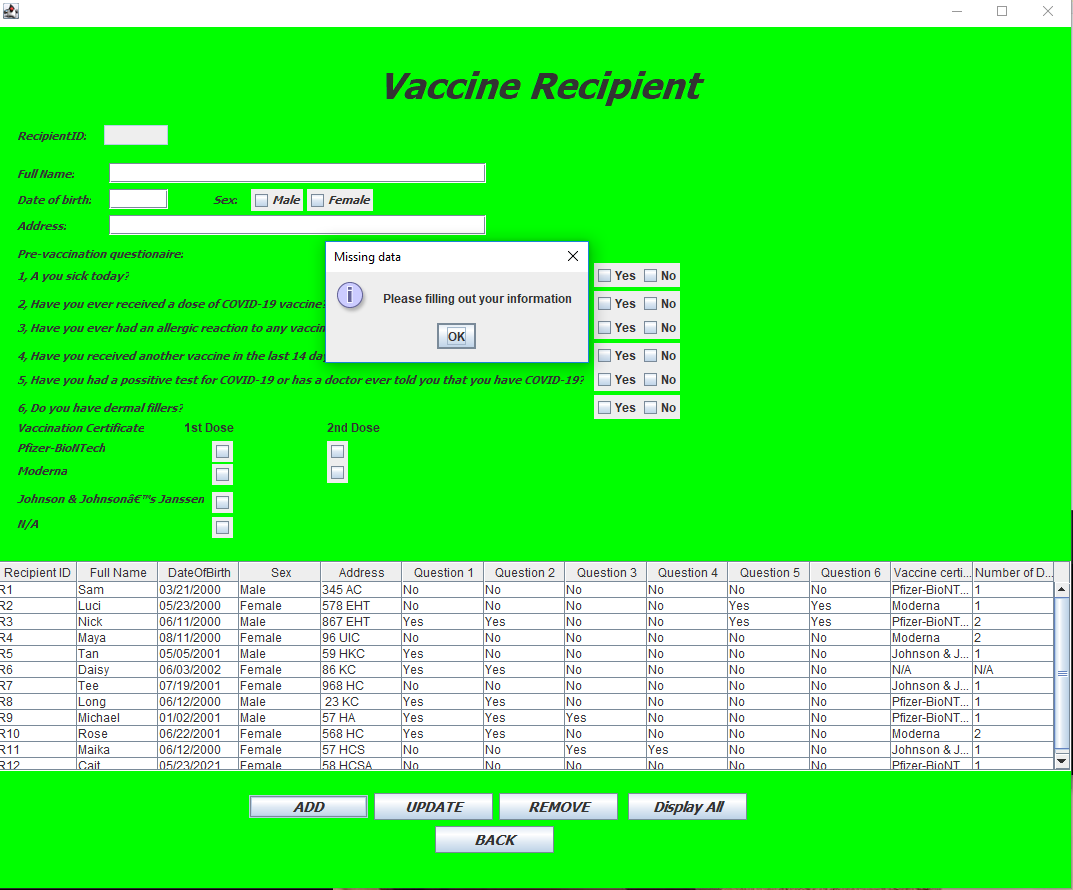 Vaccine Recipient
RecipientID:
Full Name:
Date of birth: Sex: Male Female
Address:
Pre-vaccination questionaire:
Missing data
1, A you sick today? Yes No
Please filling out your information
2, Have you ever received a dose of COVID-19 vaccine? Yes No
3, Have you ever had an allergic reaction to any vaccin Yes No
OK
4, Have you received another vaccine in the last 14 day Yes No
5, Have you had a possitive test for COVID-19 or has a doctor ever told you that you have COVID-19? Yes No
6, Do you have dermal fillers? Yes No
Vaccination Certificate 1st Dose 2nd Dose
Pfizer-BioNTech
Moderna
Johnson & Johnsonâ€™s Janssen
N/A
Recipient ID Full Name DateOfBirth Sex Address Question 1 Question 2 Question 3 Question 4 Question 5 Question 6 Vaccine certi... Number of D...
R1 Sam 03/21/2000 Male 345 AC No No No No No No Pfizer-BioNT... 1
R2 Luci 05/23/2000 Female 578 EHT No No No No Yes Yes Moderna 1
R3 Nick 06/11/2000 Male 867 EHT Yes Yes No No Yes Yes Pfizer-BioNT... 2
R4 Maya 08/11/2000 Female 96 UIC No No No No No No Moderna 2
R5 Tan 05/05/2001 Male 59 HKC Yes No No No No No Johnson & J... 1
R6 Daisy 06/03/2002 Female 86 KC Yes Yes No No No No N/A N/A
R7 Tee 07/19/2001 Female 968 HC No No No No No No Johnson & J... 1
R8 Long 06/12/2000 Male 23 KC Yes Yes No No No No Pfizer-BioNT... 1
R9 Michael 01/02/2001 Male 57 HA Yes Yes Yes No No No Pfizer-BioNT... 1
R10 Rose 06/22/2001 Female 568 HC Yes Yes No No No No Moderna 2
R11 Maika 06/12/2000 Female 57 HCS No No Yes Yes No No Johnson & J... 1
R12 Cait 05/23/2021 Female 58 HCSA No No No No No No Pfizer-BioNT... 1
ADD UPDATE REMOVE Display All
BACK